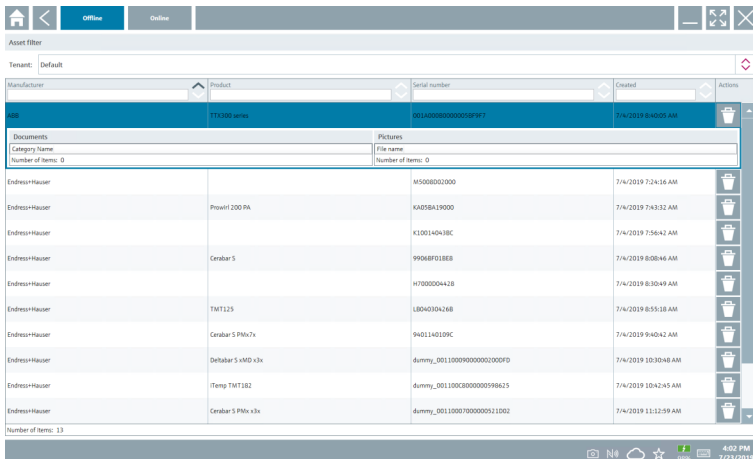 Offline Online
Asset filter
Tenant: Default
Manufacturer Product Serial number Created Actions
ABB TTX300 series 7/4/2019 6:40:05 AM
Documents Pictures
Category Name File name
Number of Items: 0 Number of Items: 0
Endress+Hauser M5008D02000 7/4/2019 7:24:16 AM
Endress+Hauser Prowirl 200 PA KA05BA19000 7/4/2019 7:43:32 AM
Endress+Hauser K10014043BC 7/4/2019 7:56:42 AM
Endress+Hauser Cerabar S 9906BF01BE8 7/4/2019 8:08:46 AM
Endress+Hauser H7000D04428 7/4/2019 8:30:49 AM
Endress+Hauser TMT125 LB04030426B 7/4/2019 8:55:18 AM
Endress+Hauser Cerabar S PMx7x 9401140109C 7/4/2019 9:40:42 AM
Endress+Hauser Deltabar S xMD x3x dummy_00110009000000200DFD 7/4/2019 10:30:48 AM
Endress+Hauser iTemp TMT182 dummy_001100C8000000598625 7/4/2019 10:42:45 AM
Endress+Hauser Cerabar S PMx x3x dummy_00110007000000521D02 7/4/2019 11:12:59 AM
Number of Items: 13
4:02 PM
7/23/2019